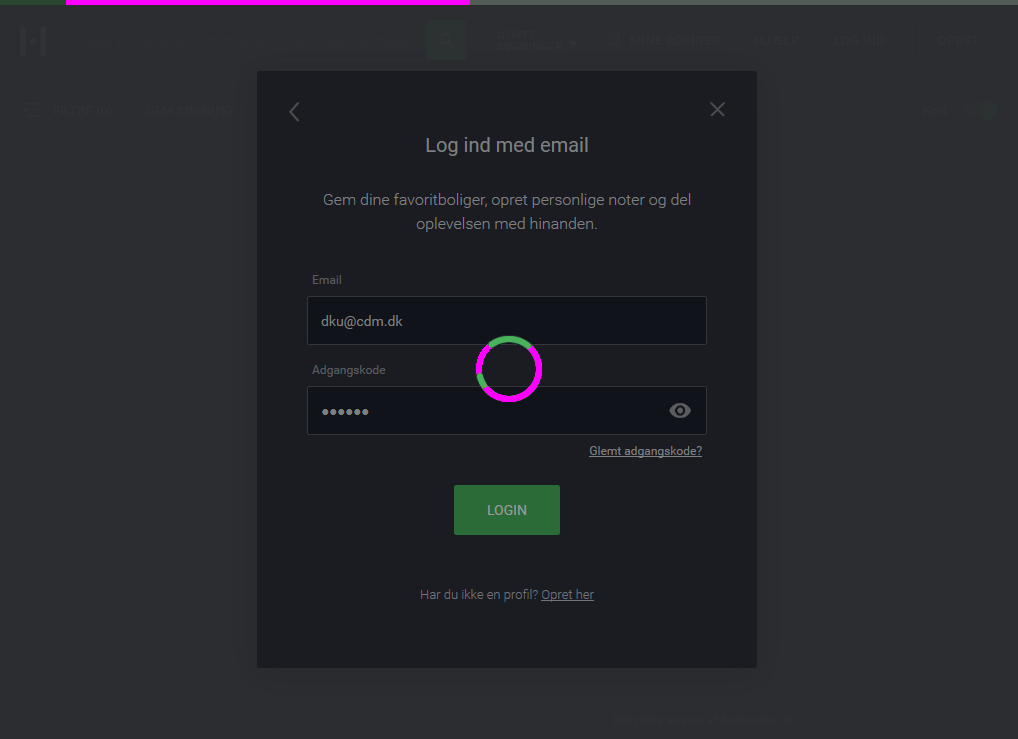 Log ind med email
Gem dine favoritboliger, opret personlige noter og del
oplevelsen med hinanden.
Email
dku@cdm.dk
Adgangskode
••••••
Glemt adgangskode?
LOGIN
Har du ikke en profil? Opret her